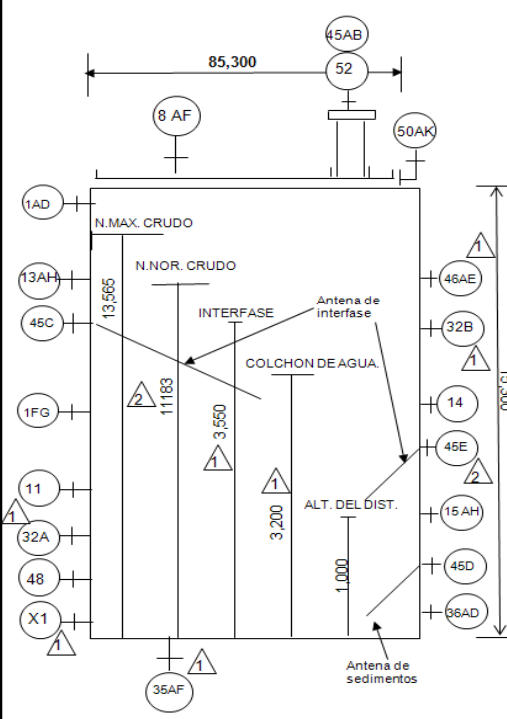 45AB
85,300
52
8 AF
50AK
1AD
N.MAX. CRUDO
1
13AH
N.NOR. CRUDO
46AE
13,565
Antena de
interfase
45C
INTERFASE
32B
1
COLCHON DE AGUA.
2
11183
3,550
1FG
14
45E
1
1
2
11
ALT. DEL DIST.
15 AH
1
3,200
32A
1,000
48
45D
X1
36AD
1
1
Antena de
sedimentos
35AF